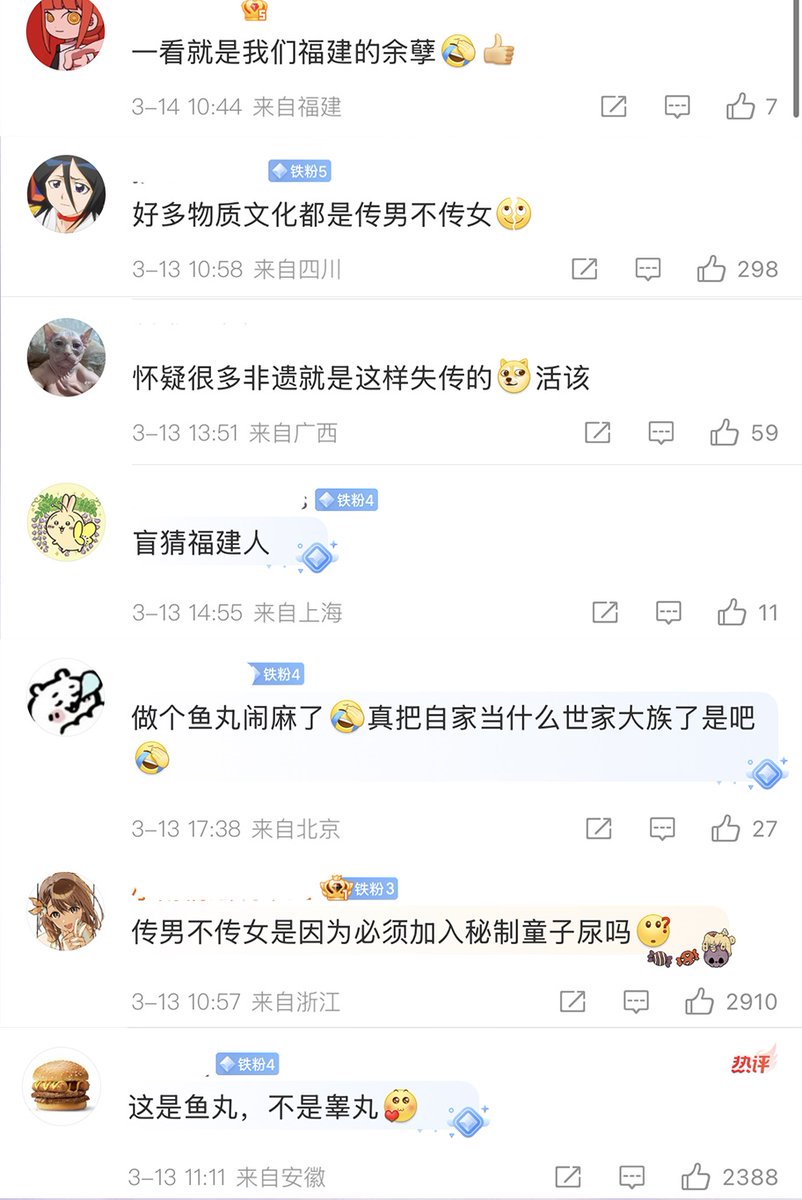 一看就是我们福建的余孽🤣👍
3-14 10:44 来自福建 7
铁粉5
好多物质文化都是传男不传女
3-13 10:58 来自四川 298
怀疑很多非遗就是这样失传的活该
3-13 13:51 来自广西 59
铁粉4
盲猜福建人
3-13 14:55 来自上海 11
铁粉4
做个鱼丸闹麻了🤣真把自家当什么世家大族了是吧
🤣
3-13 17:38 来自北京 27
铁粉3
传男不传女是因为必须加入秘制童子尿吗
3-13 10:57 来自浙江 2910
铁粉4 热评
这是鱼丸，不是睾丸
3-13 11:11 来自安徽 2388